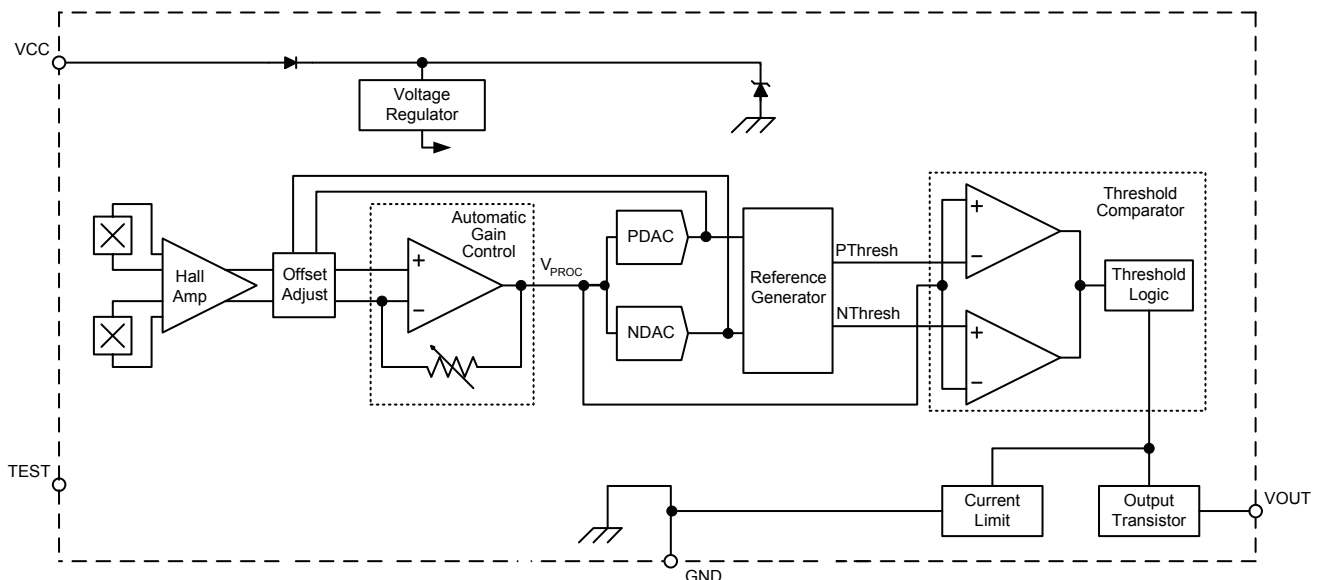 VCC
Voltage
Regulator
Hall
Amp
Offset
Adjust
Automatic
Gain
Control
+
−
VPROC
PDAC
NDAC
Reference
Generator
PThresh
NThresh
Threshold
Comparator
+
−
+
−
Threshold
Logic
TEST
Current
Limit
Output
Transistor
VOUT
GND